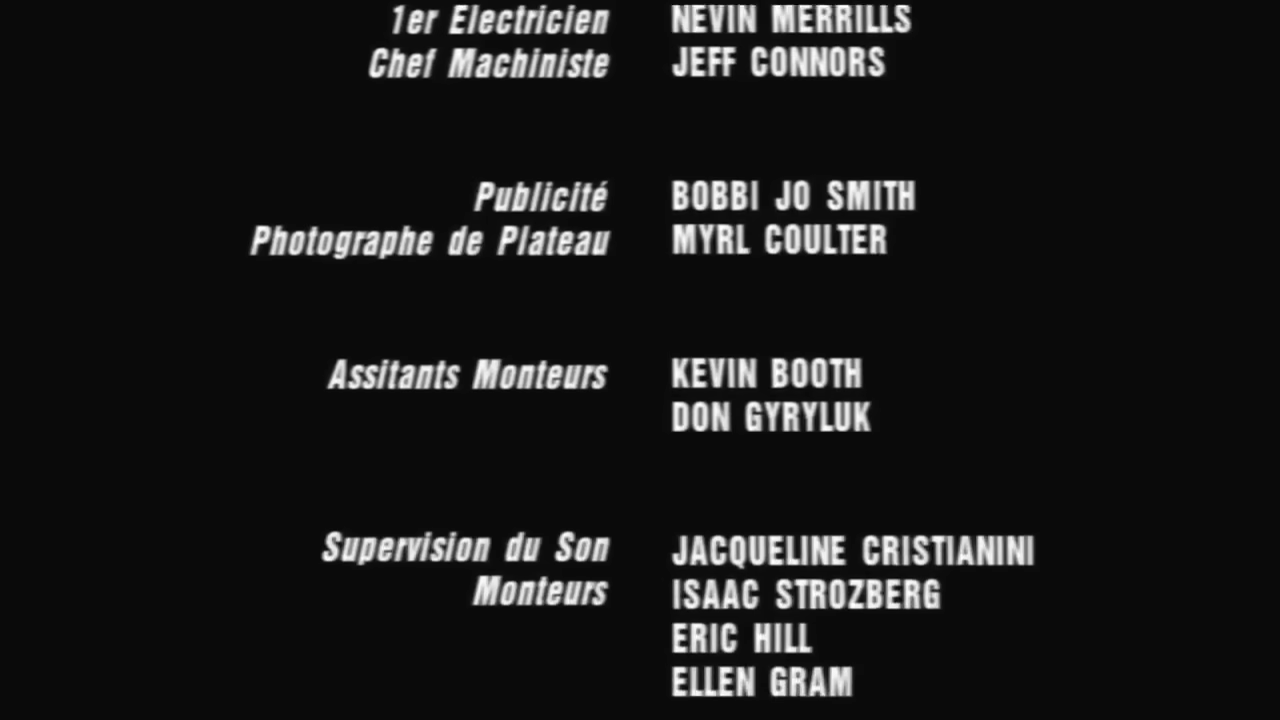 1er Electricien NEVIN MERRILLS
Chef Machiniste JEFF CONNORS
Publicité BOBBI JO SMITH
Photographe de Plateau MYRL COULTER
Assitants Monteurs KEVIN BOOTH
DON GYRYLUK
Supervision du Son JACQUELINE CRISTIANINI
Monteurs ISAAC STROZBERG
ERIC HILL
ELLEN GRAM